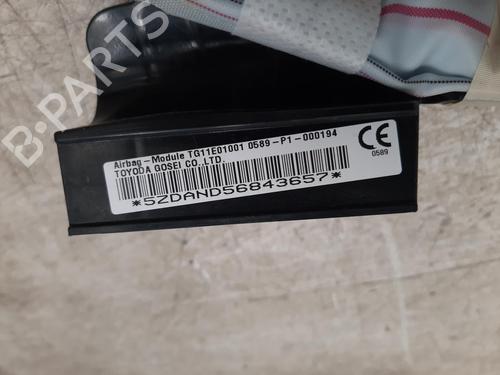 B-PARTS
Airbag-Module TG11E01001 0589-P1-000194
TOYODA GOSEI CO.,LTD.
*5ZDAND56843657*
CE
0589